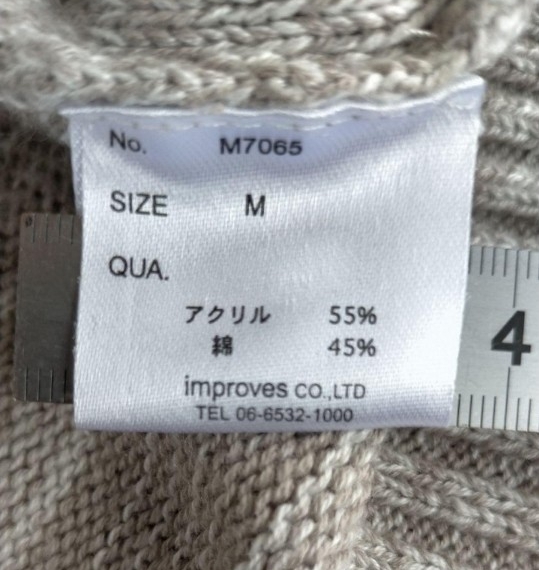 No. M7065
SIZE M
QUA.
アクリル 55%
綿 45%
improves CO.,LTD
TEL 06-6532-1000
4